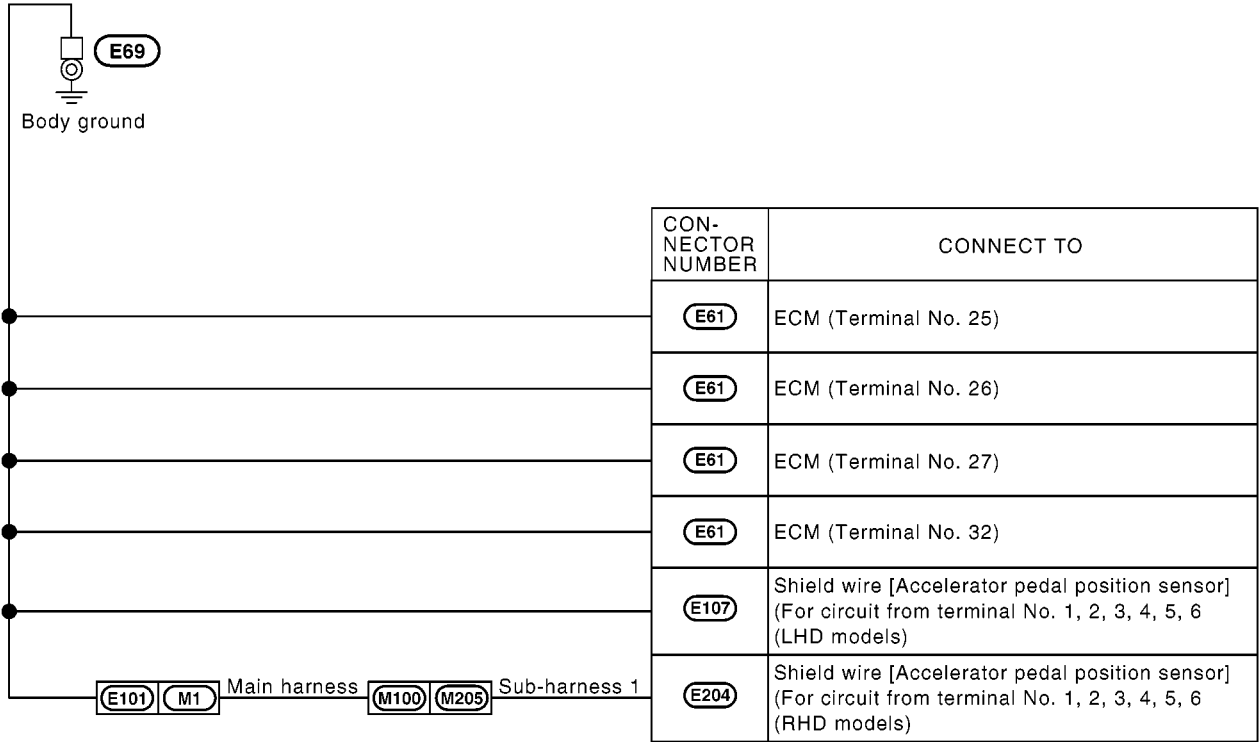 E69
Body ground
CON-
NECTOR
NUMBER
CONNECT TO
E61
ECM (Terminal No. 25)
E61
ECM (Terminal No. 26)
E61
ECM (Terminal No. 27)
E61
ECM (Terminal No. 32)
E107
Shield wire [Accelerator pedal position sensor]
(For circuit from terminal No. 1, 2, 3, 4, 5, 6
(LHD models)
E101 M1 Main harness M100 M205 Sub-harness 1
E204
Shield wire [Accelerator pedal position sensor]
(For circuit from terminal No. 1, 2, 3, 4, 5, 6
(RHD models)